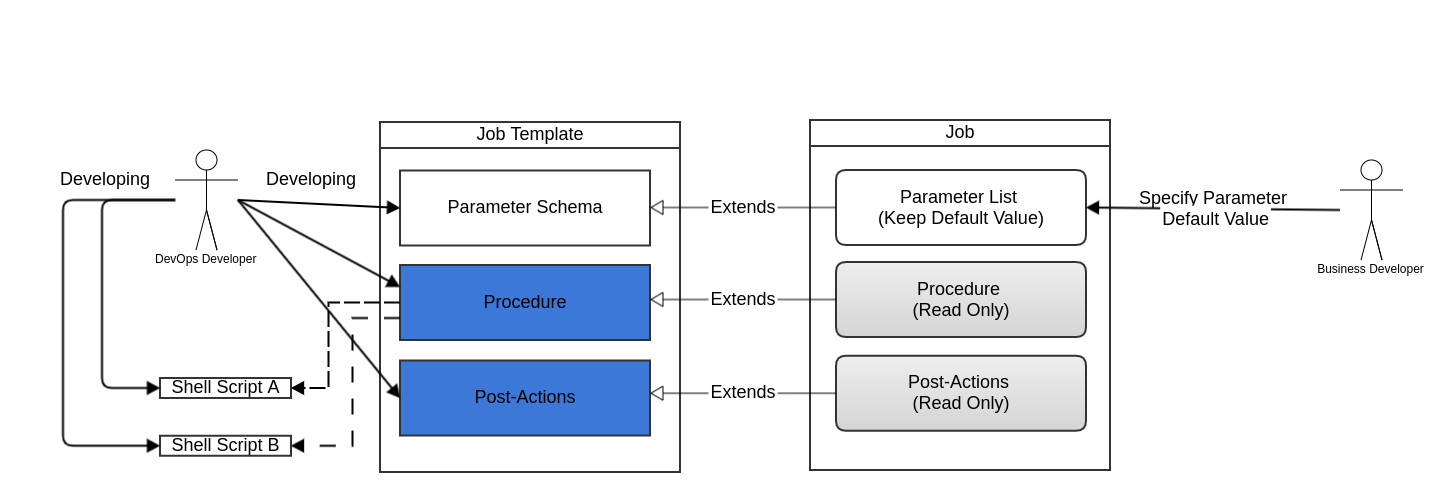 Developing
DevOps Developer
Developing
Shell Script A
Shell Script B
Job Template
Parameter Schema
Procedure
Post-Actions
Extends
Extends
Extends
Job
Parameter List
(Keep Default Value)
Procedure
(Read Only)
Post-Actions
(Read Only)
Specify Parameter
Default Value
Business Developer